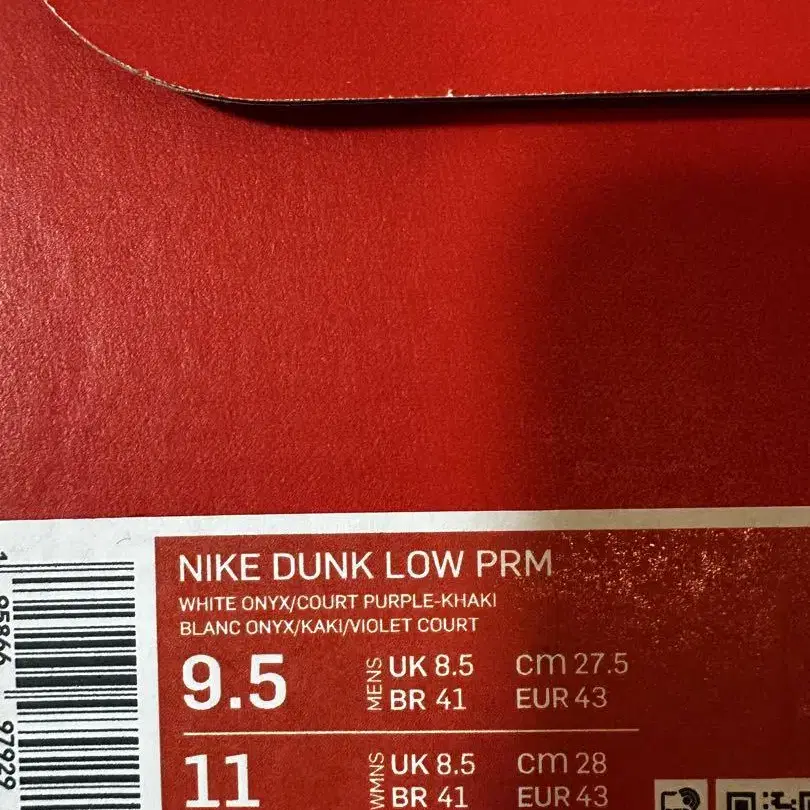 NIKE DUNK LOW PRM
WHITE ONYX/COURT PURPLE-KHAKI
BLANC ONYX/KAKI/VIOLET COURT
9.5 MENS UK 8.5 cm 27.5
BR 41 EUR 43
11 WMNS UK 8.5 cm 28
BR 41 EUR 43
97929